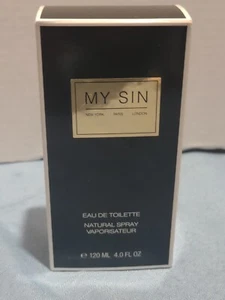 MY SIN
NEW YORK PARIS LONDON
EAU DE TOILETTE
NATURAL SPRAY
VAPORISATEUR
e 120 ML 4.0 FL OZ